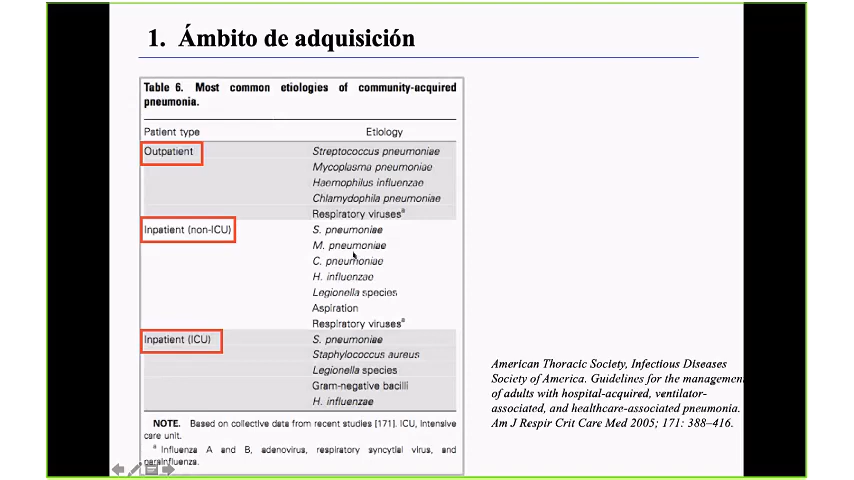 1. Ámbito de adquisición
Table 6. Most common etiologies of community-acquired
pneumonia.
Patient type Etiology
Outpatient Streptococcus pneumoniae
Mycoplasma pneumoniae
Haemophilus influenzae
Chlamydophila pneumoniae
Respiratory viruses^a
Inpatient (non-ICU) S. pneumoniae
M. pneumoniae
C. pneumoniae
H. influenzae
Legionella species
Aspiration
Respiratory viruses^a
Inpatient (ICU) S. pneumoniae
Staphylococcus aureus
Legionella species
Gram-negative bacilli
H. influenzae
NOTE. Based on collective data from recent studies [171]. ICU, intensive
care unit.
^a Influenza A and B, adenovirus, respiratory syncytial virus, and
parainfluenza.
American Thoracic Society, Infectious Diseases
Society of America. Guidelines for the managemen
of adults with hospital-acquired, ventilator-
associated, and healthcare-associated pneumonia.
Am J Respir Crit Care Med 2005; 171: 388–416.